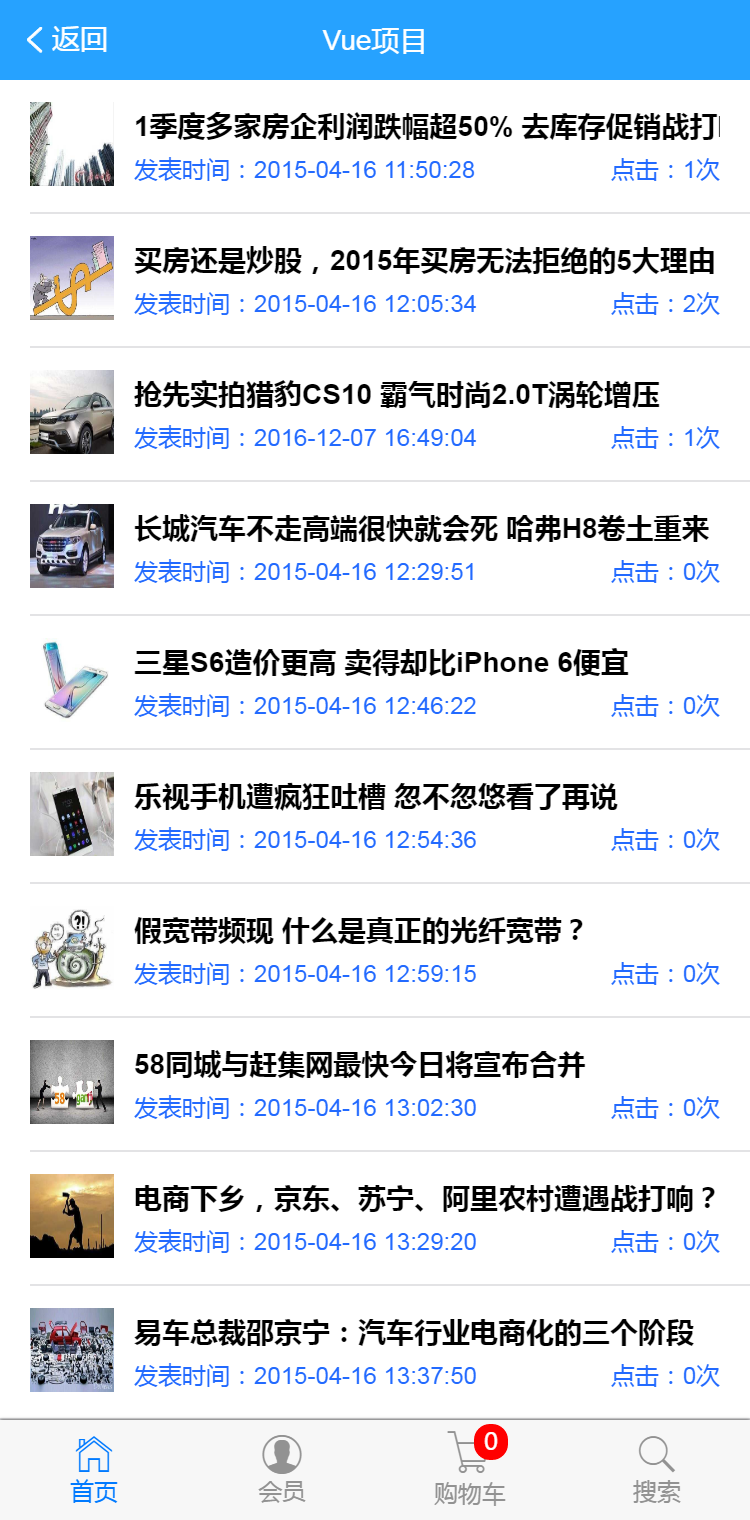 返回
Vue项目
1季度多家房企利润跌幅超50% 去库存促销战打
发表时间：2015-04-16 11:50:28 点击：1次
买房还是炒股，2015年买房无法拒绝的5大理由
发表时间：2015-04-16 12:05:34 点击：2次
抢先实拍猎豹CS10 霸气时尚2.0T涡轮增压
发表时间：2016-12-07 16:49:04 点击：1次
长城汽车不走高端很快就会死 哈弗H8卷土重来
发表时间：2015-04-16 12:29:51 点击：0次
三星S6造价更高 卖得却比iPhone 6便宜
发表时间：2015-04-16 12:46:22 点击：0次
乐视手机遭疯狂吐槽 忽不忽悠看了再说
发表时间：2015-04-16 12:54:36 点击：0次
假宽带频现 什么是真正的光纤宽带？
发表时间：2015-04-16 12:59:15 点击：0次
58同城与赶集网最快今日将宣布合并
发表时间：2015-04-16 13:02:30 点击：0次
电商下乡，京东、苏宁、阿里农村遭遇战打响？
发表时间：2015-04-16 13:29:20 点击：0次
易车总裁邵京宁：汽车行业电商化的三个阶段
发表时间：2015-04-16 13:37:50 点击：0次
0
首页 会员 购物车 搜索